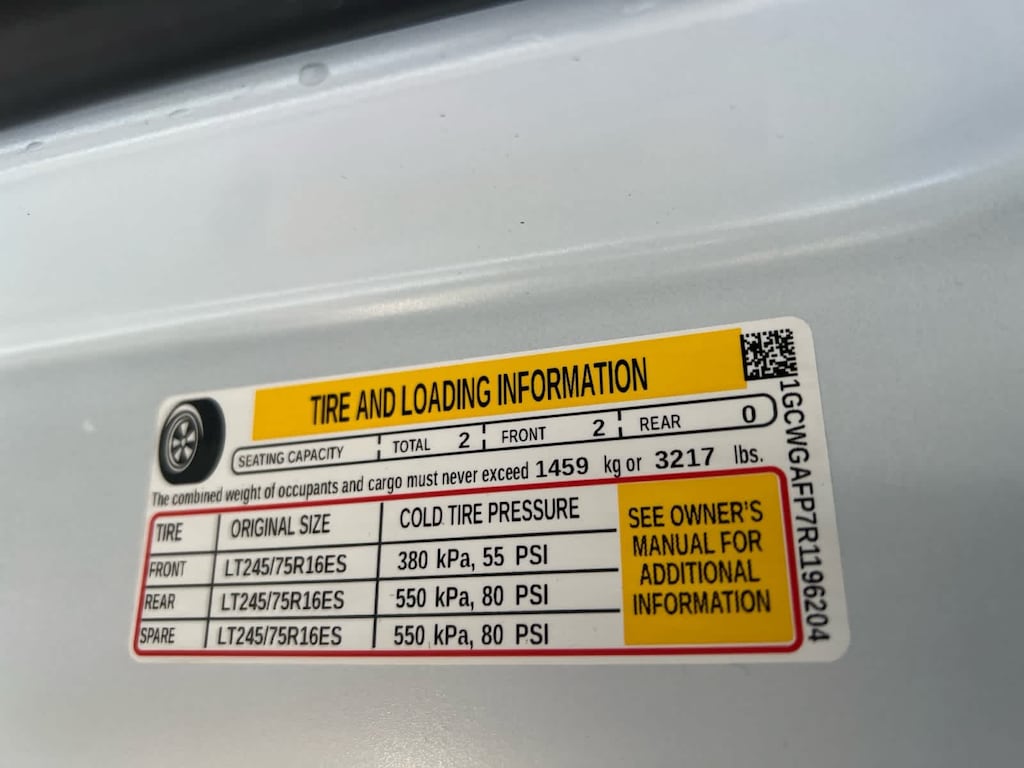 TIRE AND LOADING INFORMATION
SEATING CAPACITY TOTAL 2 FRONT 2 REAR 0
The combined weight of occupants and cargo must never exceed 1459 kg or 3217 lbs.
TIRE ORIGINAL SIZE COLD TIRE PRESSURE
FRONT LT245/75R16ES 380 kPa, 55 PSI
REAR LT245/75R16ES 550 kPa, 80 PSI
SPARE LT245/75R16ES 550 kPa, 80 PSI
SEE OWNER'S
MANUAL FOR
ADDITIONAL
INFORMATION
1GCWGAFP7R1196204